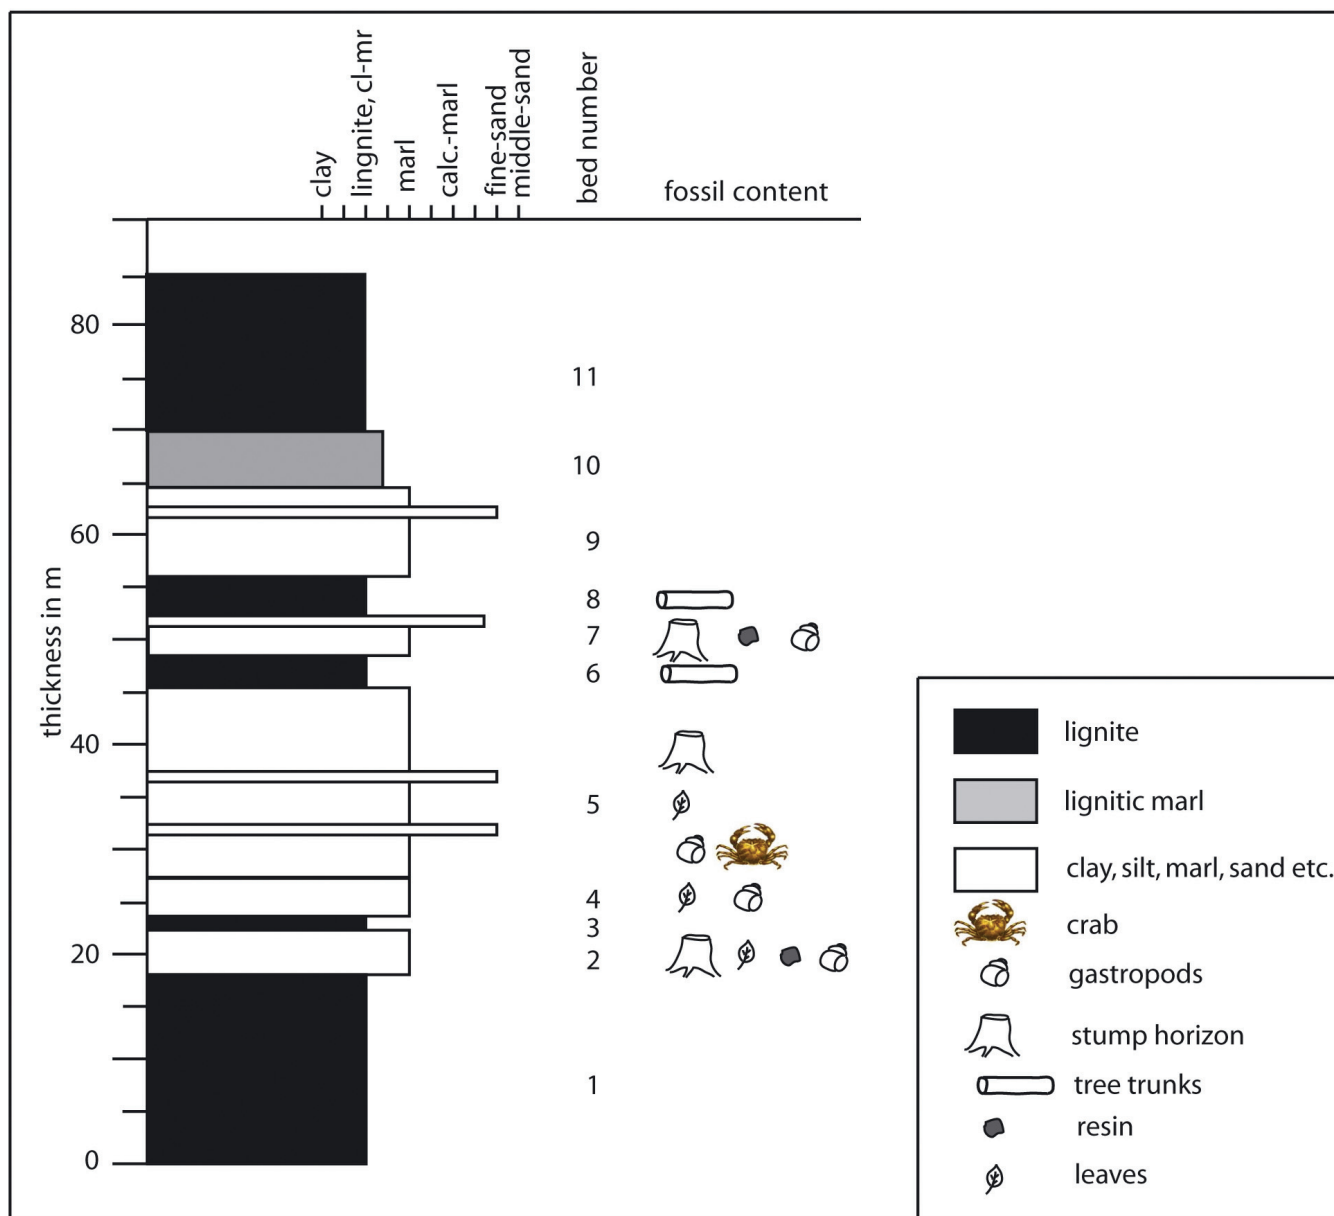 clay
lingnite, cl-mr
marl
calc.-marl
fine-sand
middle-sand
bed number
fossil content
thickness in m
80
60
40
20
0
11
10
9
8
7
6
5
4
3
2
1
lignite
lignitic marl
clay, silt, marl, sand etc.
crab
gastropods
stump horizon
tree trunks
resin
leaves